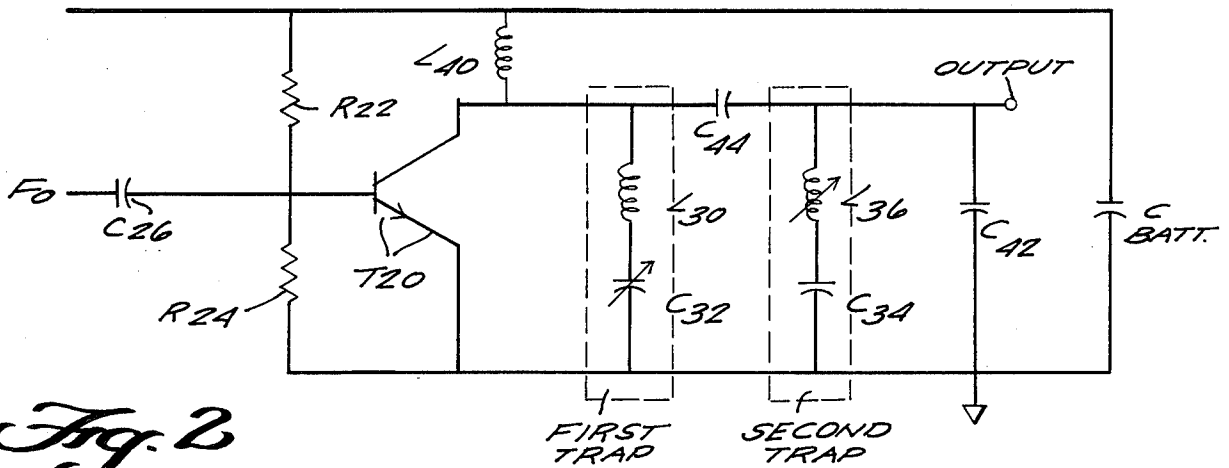 L40
OUTPUT
R22
C44
F0
C26
L30
L36
C42
C
BATT.
T20
R24
C32
C34
FIRST
TRAP
SECOND
TRAP
Fig. 2